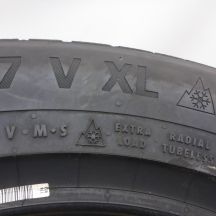 7 V XL
V·M·S EXTRA LOAD RADIAL TUBELESS